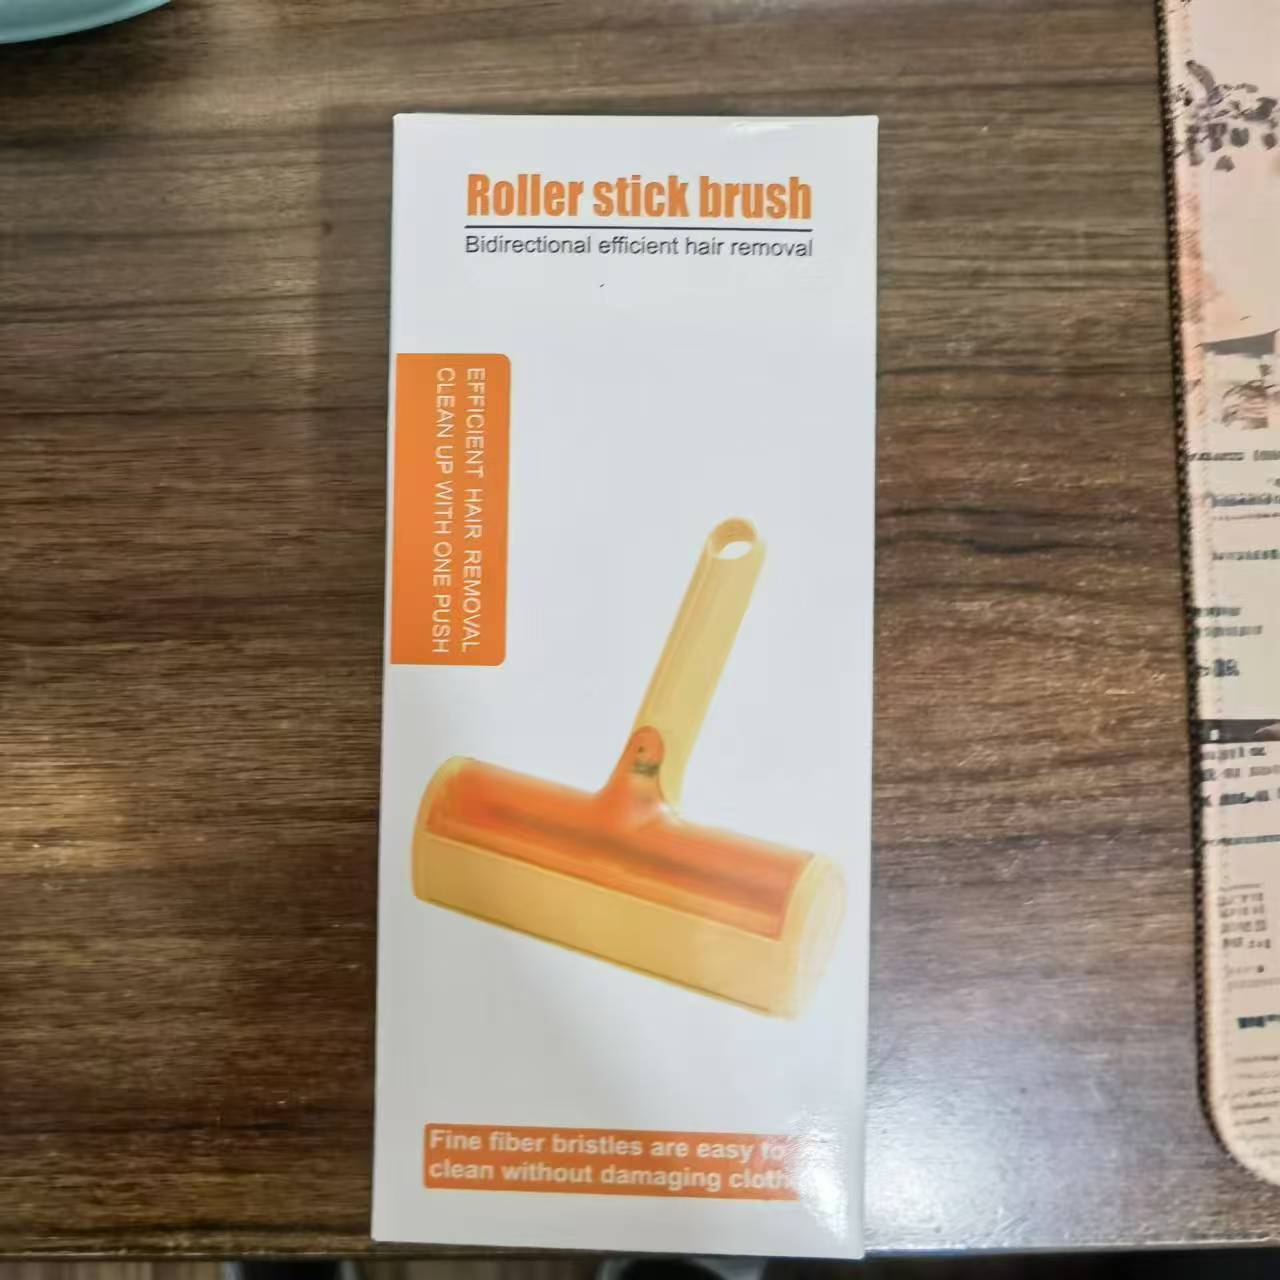 Roller stick brush
Bidirectional efficient hair removal
EFFICIENT HAIR REMOVAL
CLEAN UP WITH ONE PUSH
Fine fiber bristles are easy to
clean without damaging cloth